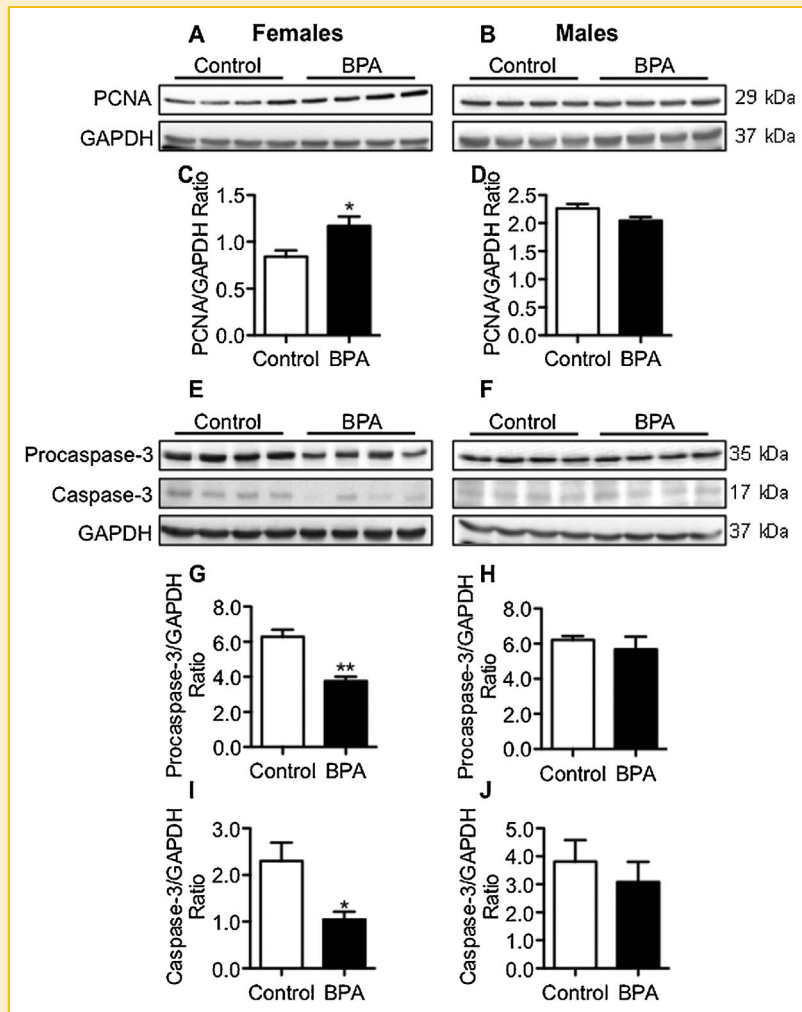 A Females
B Males
Control BPA
Control BPA
PCNA
29 kDa
GAPDH
37 kDa
C
PCNA/GAPDH Ratio
1.5
1.0
0.5
0.0
*
Control BPA
D
PCNA/GAPDH Ratio
2.5
2.0
1.5
1.0
0.5
0.0
Control BPA
E
F
Control BPA
Control BPA
Procaspase-3
35 kDa
Caspase-3
17 kDa
GAPDH
37 kDa
G
Procaspase-3/GAPDH
Ratio
8.0
6.0
4.0
2.0
0.0
**
Control BPA
H
Procaspase-3/GAPDH
Ratio
8.0
6.0
4.0
2.0
0.0
Control BPA
I
Caspase-3/GAPDH
Ratio
3.0
2.0
1.0
0.0
*
Control BPA
J
Caspase-3/GAPDH
Ratio
5.0
4.0
3.0
2.0
1.0
0.0
Control BPA